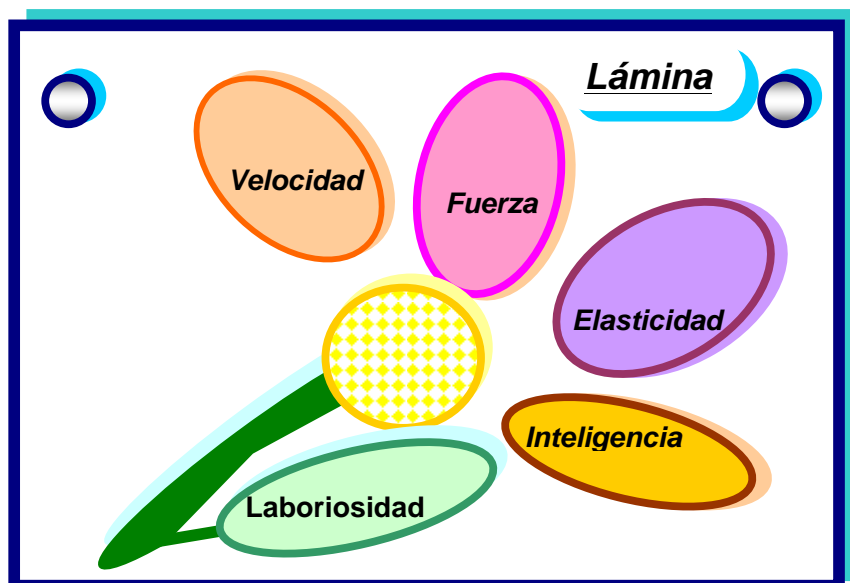 Lámina
Velocidad
Fuerza
Elasticidad
Inteligencia
Laboriosidad